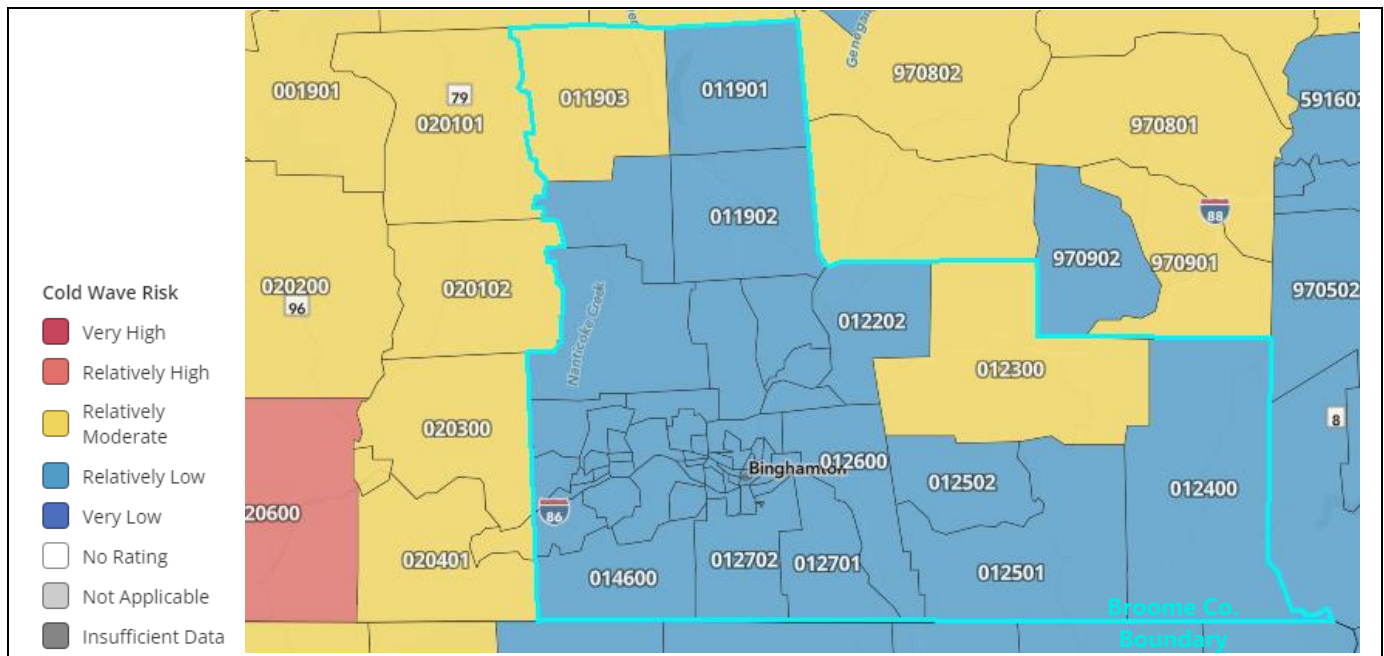 Cold Wave Risk
Very High
Relatively High
Relatively
Moderate
Relatively Low
Very Low
No Rating
Not Applicable
Insufficient Data
001901
79
020101
011903
011901
Genegan
970802
970801
591602
011902
88
020200
96
020102
970902
970901
970502
Nanticoke Creek
012202
012300
8
020300
Binghamton
012600
012502
012400
20600
86
020401
014600
012702
012701
012501
Broome Co.
Boundary